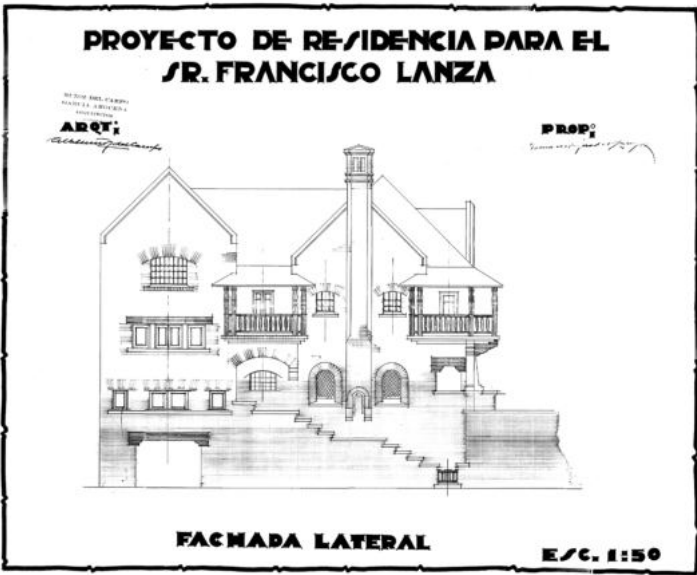 PROYECTO DE RESIDENCIA PARA EL
SR. FRANCISCO LANZA
ARQT:
PROP:
FACHADA LATERAL
ESC. 1:50